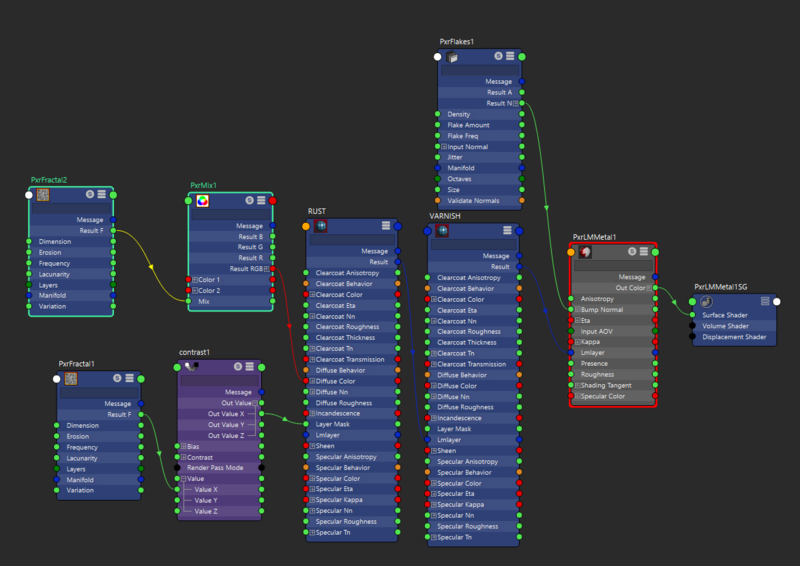 PxrFlakes1
S
Message
Result A
Result N
Density
Flake Amount
Flake Freq
Input Normal
Jitter
Manifold
Octaves
Size
Validate Normals
PxrFractal2
S
Message
Result F
Dimension
Erosion
Frequency
Lacunarity
Layers
Manifold
Variation
PxrMix1
S
Message
Result B
Result G
Result R
Result RGB
Color 1
Color 2
Mix
PxrFractal1
S
Message
Result F
Dimension
Erosion
Frequency
Lacunarity
Layers
Manifold
Variation
contrast1
S
Message
Out Value
Out Value X
Out Value Y
Out Value Z
Bias
Contrast
Render Pass Mode
Value
Value X
Value Y
Value Z
RUST
Message
Result
Clearcoat Anisotropy
Clearcoat Behavior
Clearcoat Color
Clearcoat Eta
Clearcoat Nn
Clearcoat Roughness
Clearcoat Thickness
Clearcoat Tn
Clearcoat Transmission
Diffuse Behavior
Diffuse Color
Diffuse Nn
Diffuse Roughness
Incandescence
Layer Mask
Lmlayer
Sheen
Specular Anisotropy
Specular Behavior
Specular Color
Specular Eta
Specular Kappa
Specular Nn
Specular Roughness
Specular Tn
VARNISH
Message
Result
Clearcoat Anisotropy
Clearcoat Behavior
Clearcoat Color
Clearcoat Eta
Clearcoat Nn
Clearcoat Roughness
Clearcoat Thickness
Clearcoat Tn
Clearcoat Transmission
Diffuse Behavior
Diffuse Color
Diffuse Nn
Diffuse Roughness
Incandescence
Layer Mask
Lmlayer
Sheen
Specular Anisotropy
Specular Behavior
Specular Color
Specular Eta
Specular Kappa
Specular Nn
Specular Roughness
Specular Tn
PxrLMMetal1
S
Message
Out Color
Anisotropy
Bump Normal
Eta
Input AOV
Kappa
Lmlayer
Presence
Roughness
Shading Tangent
Specular Color
PxrLMMetal1SG
Surface Shader
Volume Shader
Displacement Shader